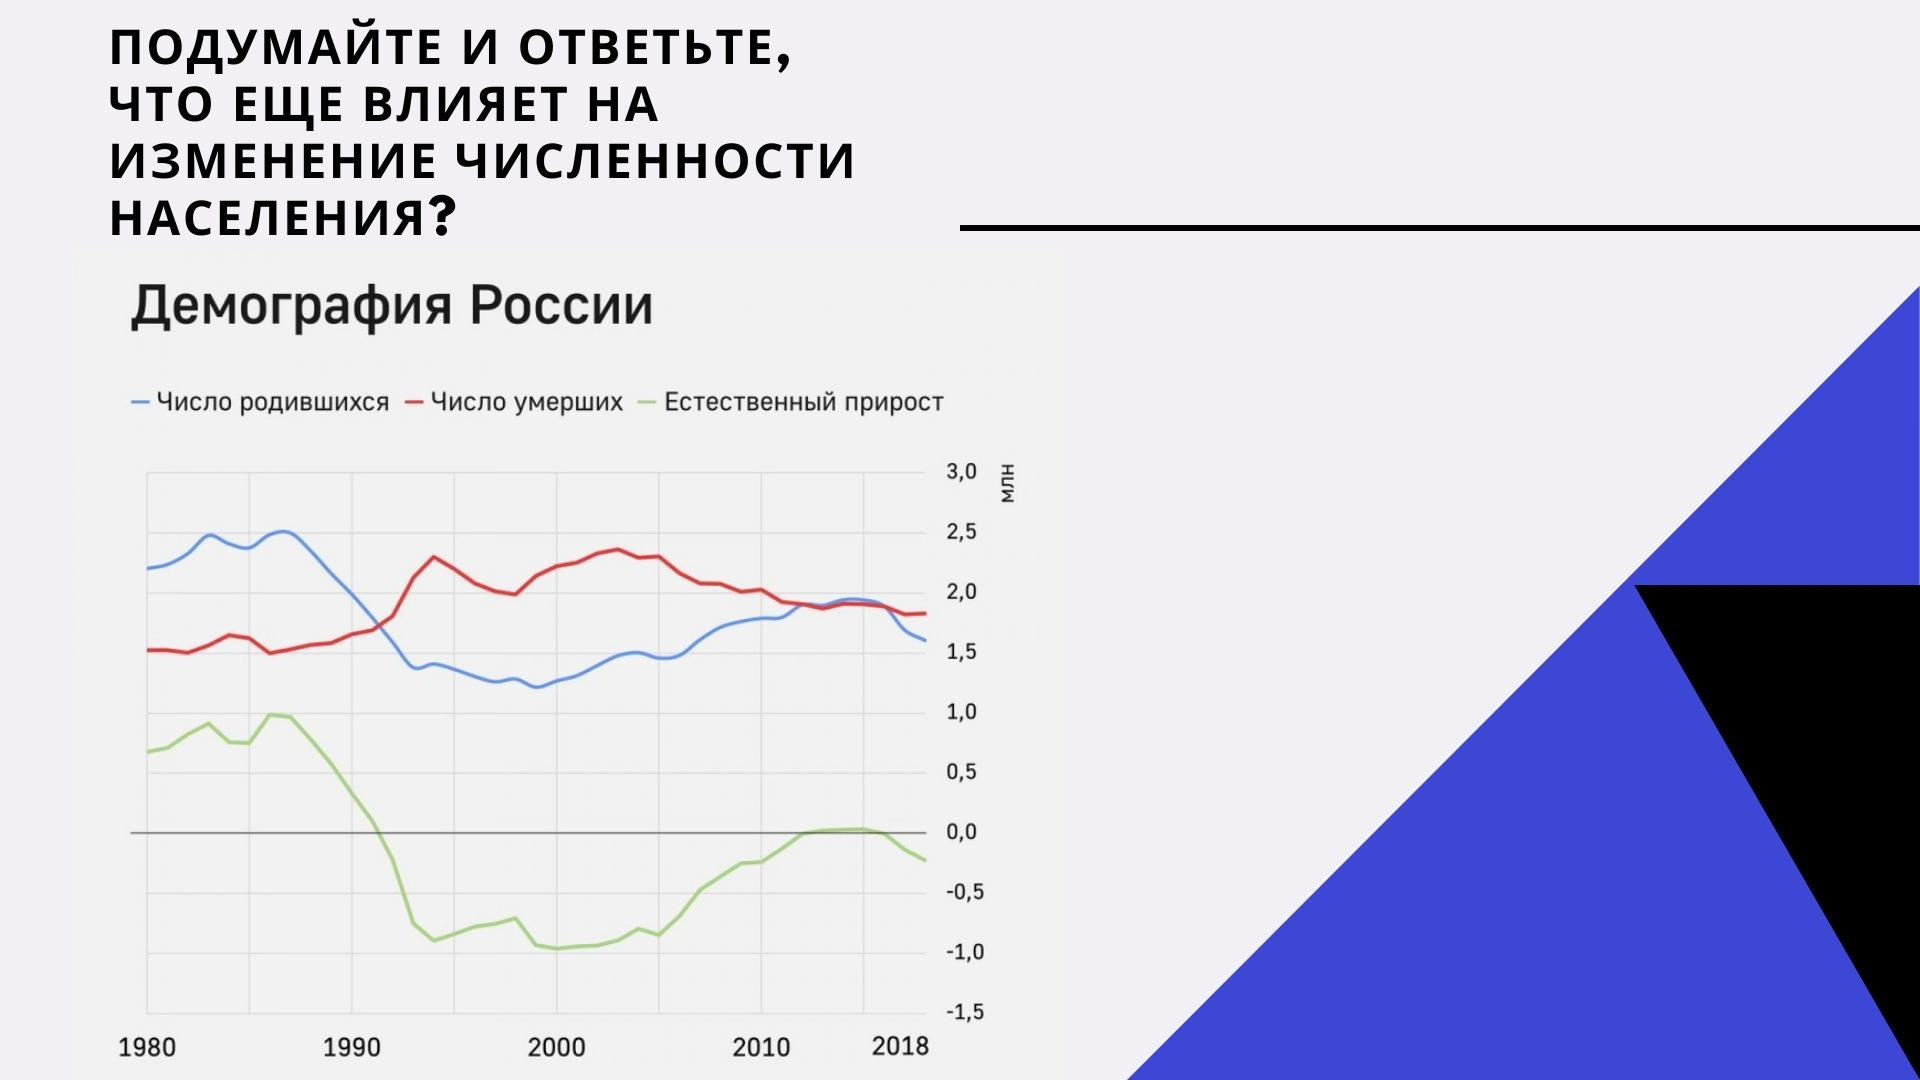 ПОДУМАЙТЕ И ОТВЕТЬТЕ,
ЧТО ЕЩЕ ВЛИЯЕТ НА
ИЗМЕНЕНИЕ ЧИСЛЕННОСТИ
НАСЕЛЕНИЯ?
Демография России
Число родившихся Число умерших Естественный прирост
3,0
млн
2,5
2,0
1,5
1,0
0,5
0,0
-0,5
-1,0
-1,5
1980 1990 2000 2010 2018